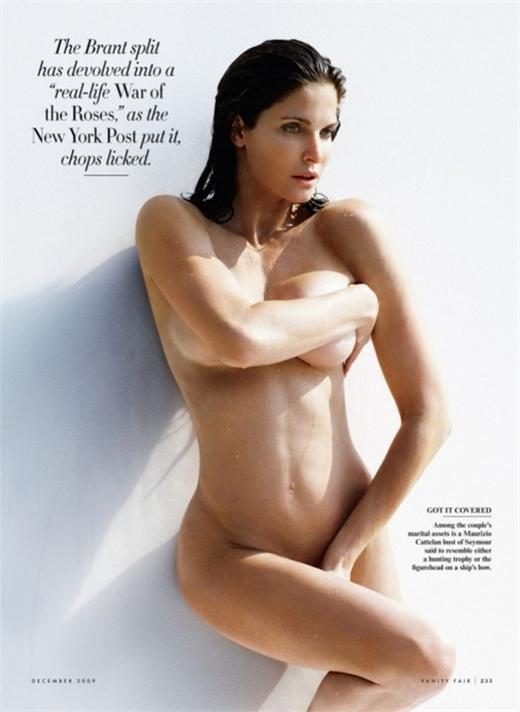 The Brant split
has devolved into a
“real-life War of
the Roses,” as the
New York Post put it,
chops licked.
GOT IT COVERED
Among the couple's
marital assets is a Maurizio
Cattelan bust of Seymour
said to resemble either
a hunting trophy or the
figurehead on a ship's bow.
DECEMBER 2009
VANITY FAIR | 233